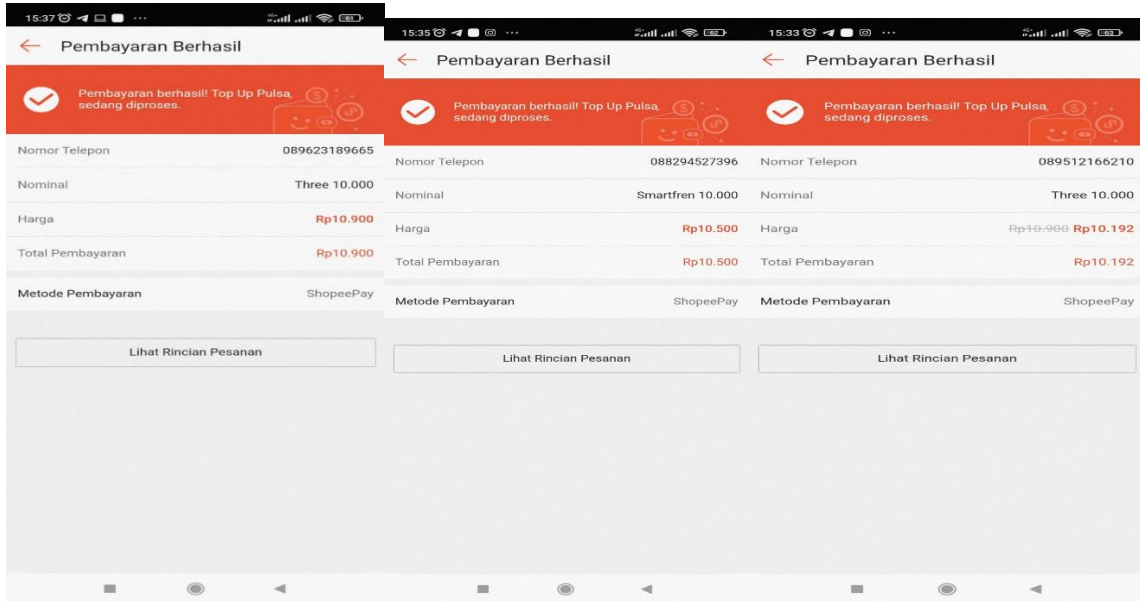 15:37 ...
61
Pembayaran Berhasil
Pembayaran berhasil! Top Up Pulsa
sedang diproses.
Nomor Telepon 089623189665
Nominal Three 10.000
Harga Rp10.900
Total Pembayaran Rp10.900
Metode Pembayaran ShopeePay
Lihat Rincian Pesanan
15:35 ...
62
Pembayaran Berhasil
Pembayaran berhasil! Top Up Pulsa
sedang diproses.
Nomor Telepon 088294527396
Nominal Smartfren 10.000
Harga Rp10.500
Total Pembayaran Rp10.500
Metode Pembayaran ShopeePay
Lihat Rincian Pesanan
15:33 ...
Pembayaran Berhasil
Pembayaran berhasil! Top Up Pulsa
sedang diproses.
Nomor Telepon 089512166210
Nominal Three 10.000
Harga Rp10.900 Rp10.192
Total Pembayaran Rp10.192
Metode Pembayaran ShopeePay
Lihat Rincian Pesanan